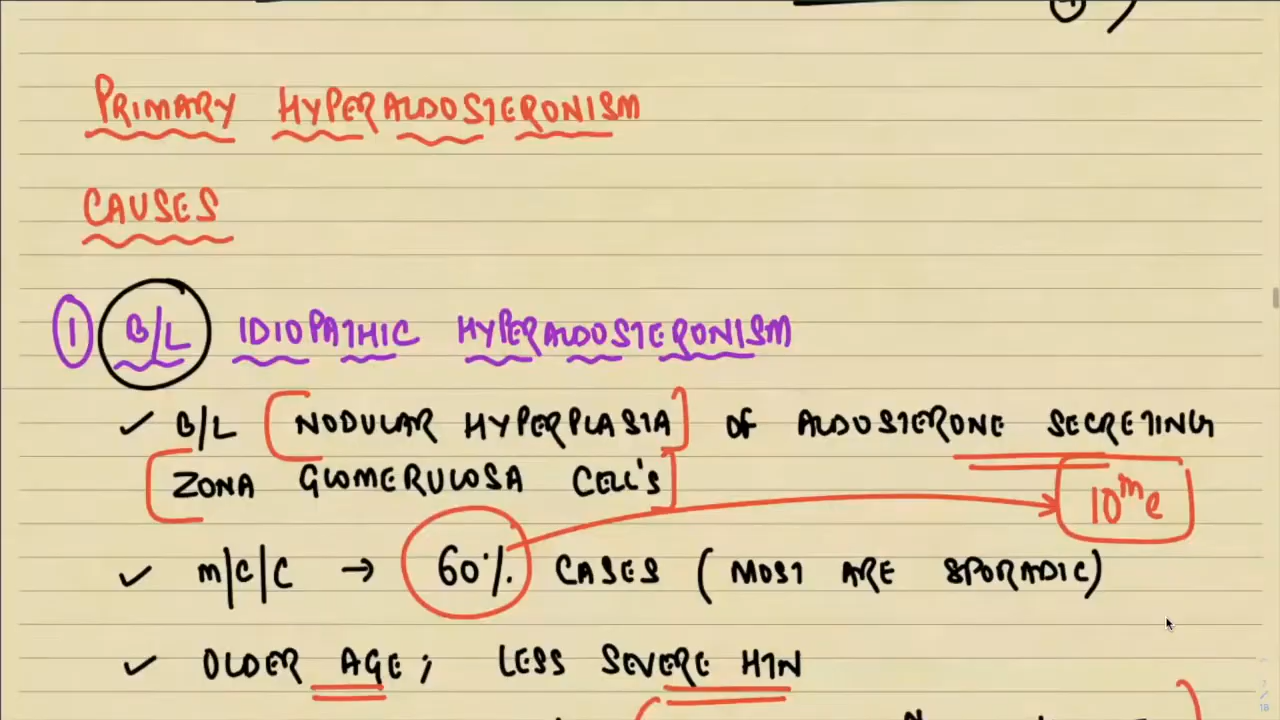 PRIMARY HYPERALDOSTERONISM
CAUSES
① B/L IDIOPATHIC HYPERALDOSTERONISM
✓ B/L [NODULAR HYPERPLASIA] OF ALDOSTERONE SECRETING
[ZONA GLOMERULOSA CELL'S]
10ᵐe
✓ m/c/c → 60% CASES (MOST ARE SPORADIC)
✓ OLDER AGE; LESS SEVERE HTN